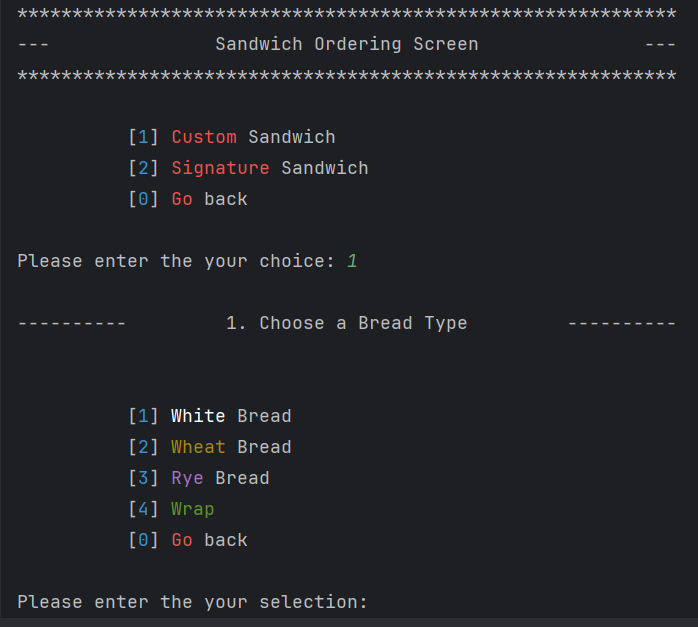 ************************************************************
---               Sandwich Ordering Screen               ---
************************************************************
[1] Custom Sandwich
[2] Signature Sandwich
[0] Go back
Please enter the your choice: 1
----------         1. Choose a Bread Type         ----------
[1] White Bread
[2] Wheat Bread
[3] Rye Bread
[4] Wrap
[0] Go back
Please enter the your selection: